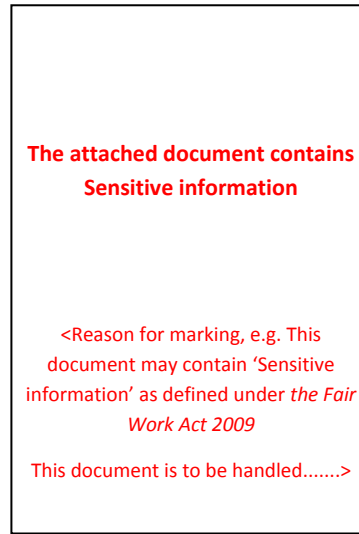 The attached document contains
Sensitive information
<Reason for marking, e.g. This
document may contain ‘Sensitive
information’ as defined under the Fair
Work Act 2009
This document is to be handled.......>